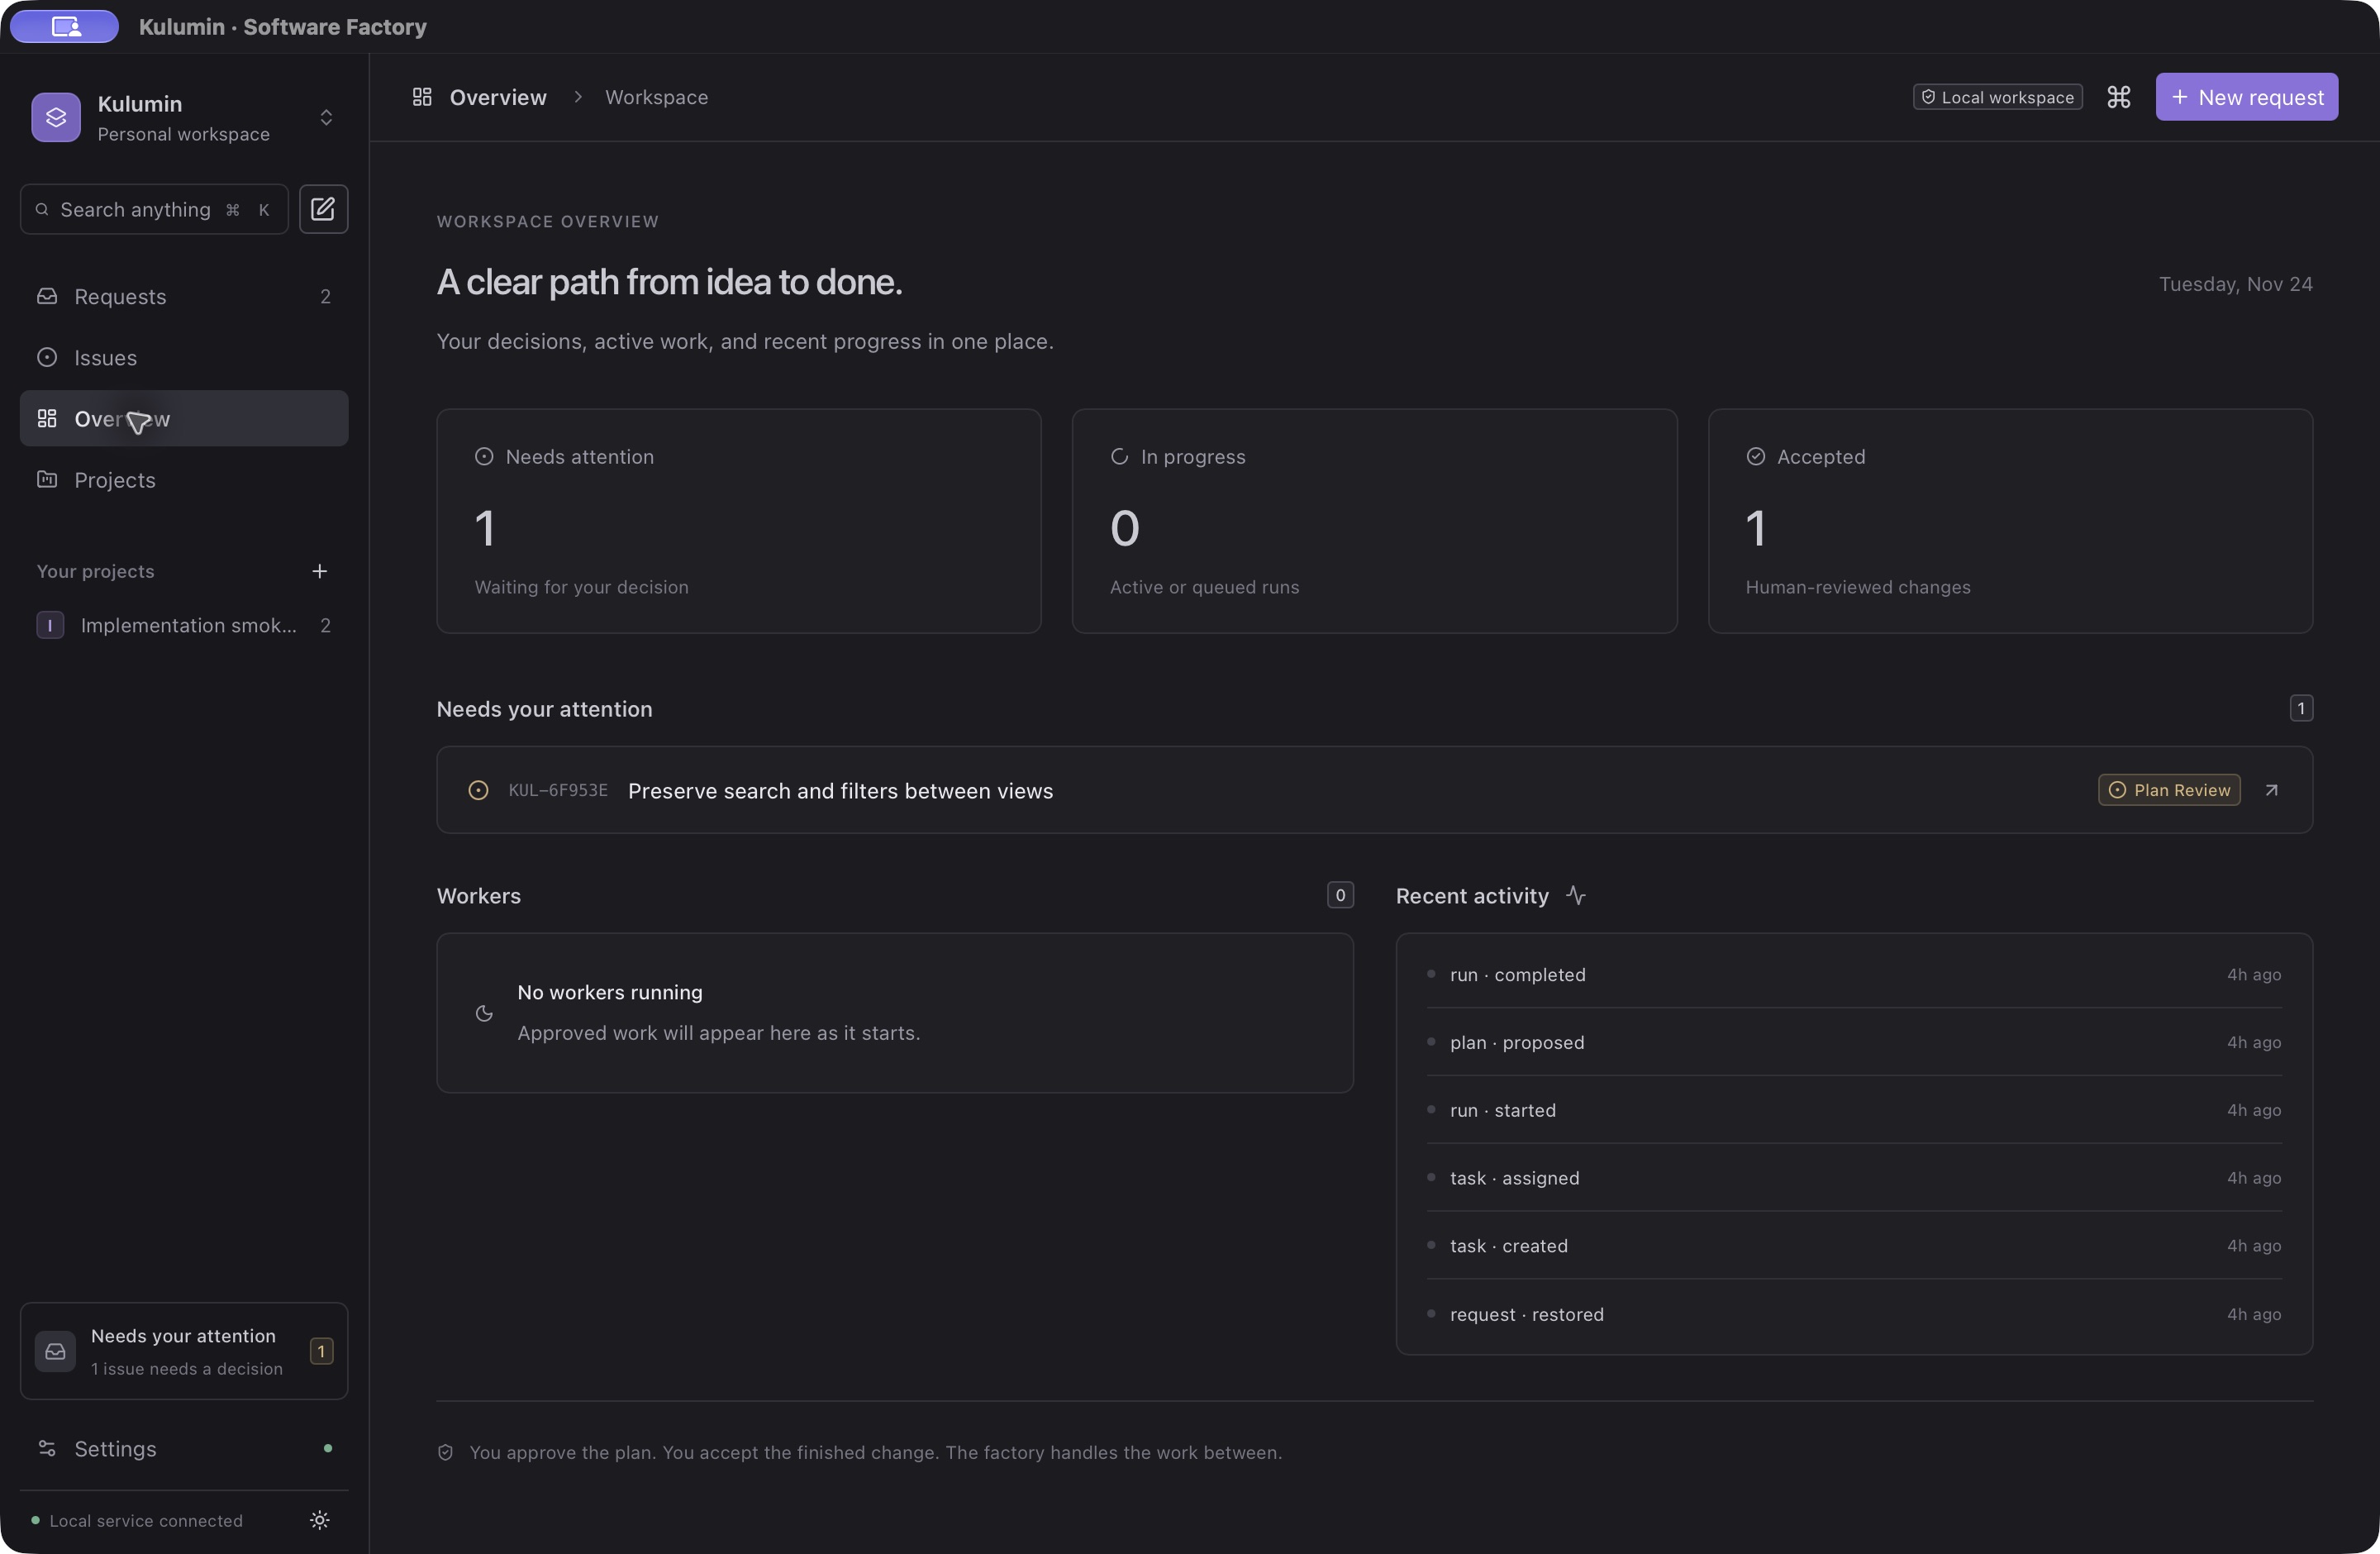 Kulumin · Software Factory
Kulumin
Personal workspace
Search anything ⌘ K
Requests 2
Issues
Overview
Projects
Your projects
I Implementation smok... 2
Needs your attention
1 issue needs a decision
1
Settings
Local service connected
Overview > Workspace
Local workspace
⌘
+ New request
WORKSPACE OVERVIEW
A clear path from idea to done.
Tuesday, Nov 24
Your decisions, active work, and recent progress in one place.
Needs attention
1
Waiting for your decision
In progress
0
Active or queued runs
Accepted
1
Human-reviewed changes
Needs your attention 1
KUL-6F953E Preserve search and filters between views Plan Review
Workers 0
No workers running
Approved work will appear here as it starts.
Recent activity
run · completed 4h ago
plan · proposed 4h ago
run · started 4h ago
task · assigned 4h ago
task · created 4h ago
request · restored 4h ago
You approve the plan. You accept the finished change. The factory handles the work between.